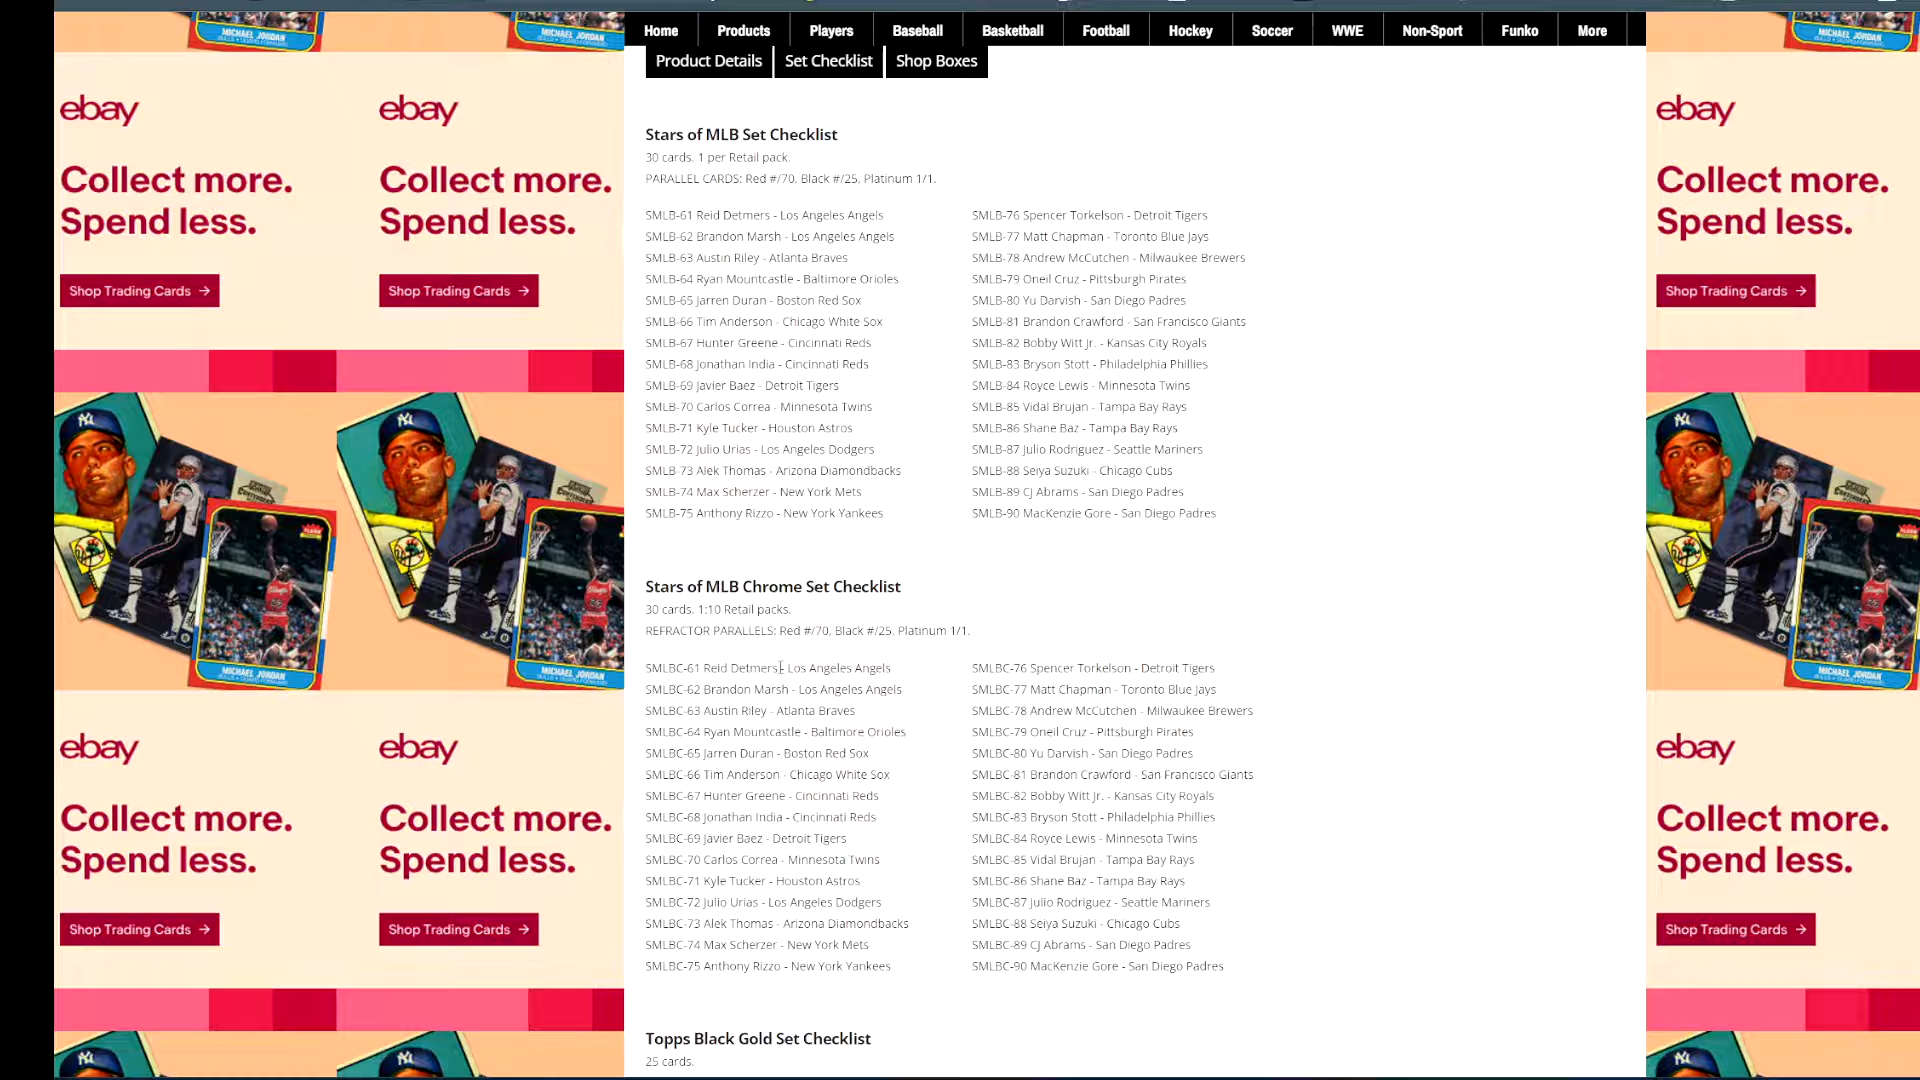 Home
Products
Players
Baseball
Basketball
Football
Hockey
Soccer
WWE
Non-Sport
Funko
More
Product Details
Set Checklist
Shop Boxes
Stars of MLB Set Checklist
30 cards. 1 per Retail pack.
PARALLEL CARDS: Red #/70, Black #/25, Platinum 1/1.
SMLB-61 Reid Detmers - Los Angeles Angels
SMLB-62 Brandon Marsh - Los Angeles Angels
SMLB-63 Austin Riley - Atlanta Braves
SMLB-64 Ryan Mountcastle - Baltimore Orioles
SMLB-65 Jarren Duran - Boston Red Sox
SMLB-66 Tim Anderson - Chicago White Sox
SMLB-67 Hunter Greene - Cincinnati Reds
SMLB-68 Jonathan India - Cincinnati Reds
SMLB-69 Javier Baez - Detroit Tigers
SMLB-70 Carlos Correa - Minnesota Twins
SMLB-71 Kyle Tucker - Houston Astros
SMLB-72 Julio Urias - Los Angeles Dodgers
SMLB-73 Alek Thomas - Arizona Diamondbacks
SMLB-74 Max Scherzer - New York Mets
SMLB-75 Anthony Rizzo - New York Yankees
SMLB-76 Spencer Torkelson - Detroit Tigers
SMLB-77 Matt Chapman - Toronto Blue Jays
SMLB-78 Andrew McCutchen - Milwaukee Brewers
SMLB-79 Oneil Cruz - Pittsburgh Pirates
SMLB-80 Yu Darvish - San Diego Padres
SMLB-81 Brandon Crawford - San Francisco Giants
SMLB-82 Bobby Witt Jr. - Kansas City Royals
SMLB-83 Bryson Stott - Philadelphia Phillies
SMLB-84 Royce Lewis - Minnesota Twins
SMLB-85 Vidal Brujan - Tampa Bay Rays
SMLB-86 Shane Baz - Tampa Bay Rays
SMLB-87 Julio Rodriguez - Seattle Mariners
SMLB-88 Seiya Suzuki - Chicago Cubs
SMLB-89 CJ Abrams - San Diego Padres
SMLB-90 MacKenzie Gore - San Diego Padres
Stars of MLB Chrome Set Checklist
30 cards. 1:10 Retail packs.
REFRACTOR PARALLELS: Red #/70, Black #/25, Platinum 1/1.
SMLBC-61 Reid Detmers - Los Angeles Angels
SMLBC-62 Brandon Marsh - Los Angeles Angels
SMLBC-63 Austin Riley - Atlanta Braves
SMLBC-64 Ryan Mountcastle - Baltimore Orioles
SMLBC-65 Jarren Duran - Boston Red Sox
SMLBC-66 Tim Anderson - Chicago White Sox
SMLBC-67 Hunter Greene - Cincinnati Reds
SMLBC-68 Jonathan India - Cincinnati Reds
SMLBC-69 Javier Baez - Detroit Tigers
SMLBC-70 Carlos Correa - Minnesota Twins
SMLBC-71 Kyle Tucker - Houston Astros
SMLBC-72 Julio Urias - Los Angeles Dodgers
SMLBC-73 Alek Thomas - Arizona Diamondbacks
SMLBC-74 Max Scherzer - New York Mets
SMLBC-75 Anthony Rizzo - New York Yankees
SMLBC-76 Spencer Torkelson - Detroit Tigers
SMLBC-77 Matt Chapman - Toronto Blue Jays
SMLBC-78 Andrew McCutchen - Milwaukee Brewers
SMLBC-79 Oneil Cruz - Pittsburgh Pirates
SMLBC-80 Yu Darvish - San Diego Padres
SMLBC-81 Brandon Crawford - San Francisco Giants
SMLBC-82 Bobby Witt Jr. - Kansas City Royals
SMLBC-83 Bryson Stott - Philadelphia Phillies
SMLBC-84 Royce Lewis - Minnesota Twins
SMLBC-85 Vidal Brujan - Tampa Bay Rays
SMLBC-86 Shane Baz - Tampa Bay Rays
SMLBC-87 Julio Rodriguez - Seattle Mariners
SMLBC-88 Seiya Suzuki - Chicago Cubs
SMLBC-89 CJ Abrams - San Diego Padres
SMLBC-90 MacKenzie Gore - San Diego Padres
Topps Black Gold Set Checklist
25 cards.
MICHAEL JORDAN
MICHAEL JORDAN
ebay
Collect more.
Spend less.
Shop Trading Cards →
ebay
Collect more.
Spend less.
Shop Trading Cards →
MICHAEL JORDAN
MICHAEL JORDAN
ebay
Collect more.
Spend less.
Shop Trading Cards →
ebay
Collect more.
Spend less.
Shop Trading Cards →
ebay
Collect more.
Spend less.
Shop Trading Cards →
MICHAEL JORDAN
ebay
Collect more.
Spend less.
Shop Trading Cards →